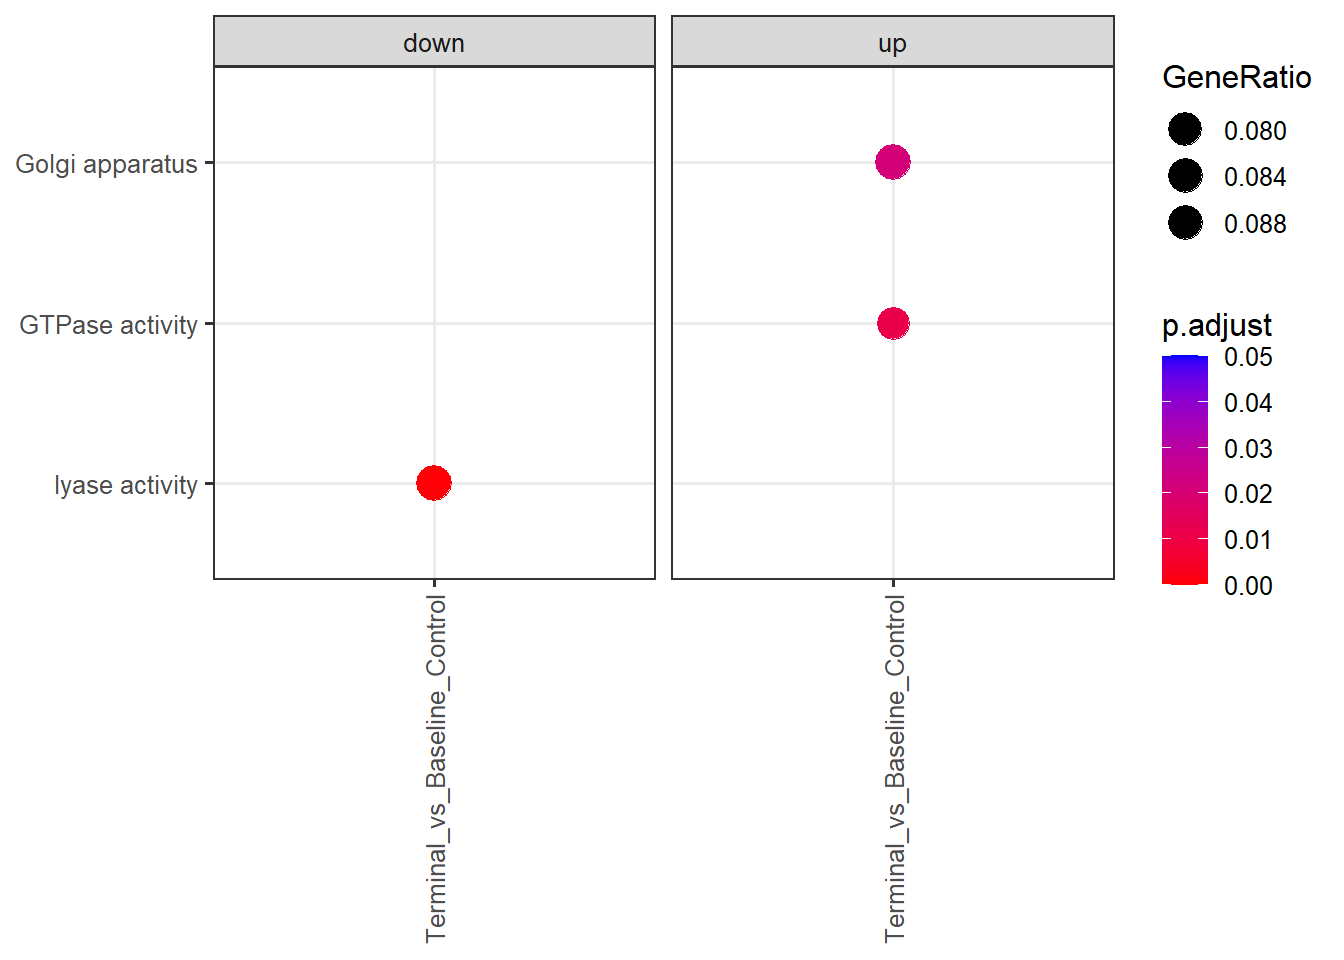 down
up
Golgi apparatus
GTPase activity
lyase activity
Terminal_vs_Baseline_Control
Terminal_vs_Baseline_Control
GeneRatio
0.080
0.084
0.088
p.adjust
0.05
0.04
0.03
0.02
0.01
0.00